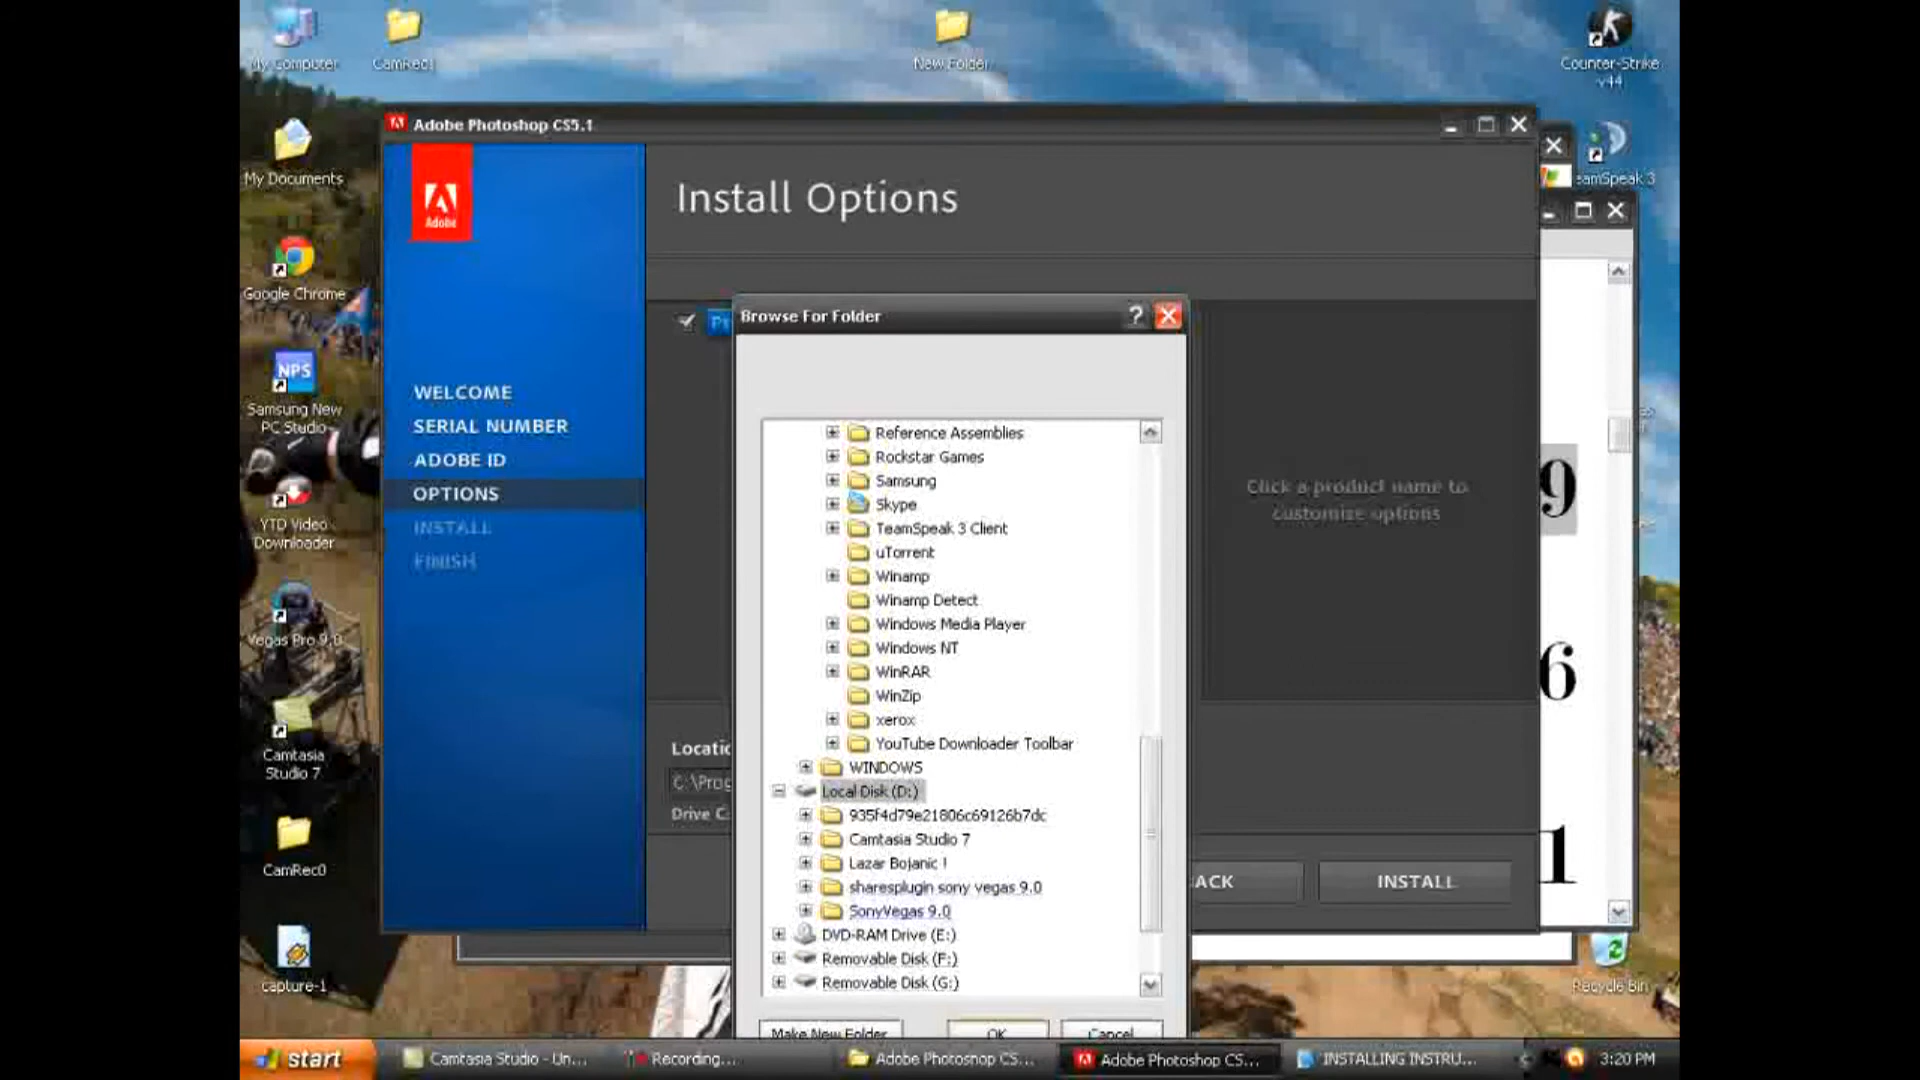 My Computer
CamRec1
New Folder
Counter-Strike
v44
Adobe Photoshop CS5.1
My Documents
Adobe
Install Options
eamSpeak 3
Google Chrome
Browse For Folder
NPS
Samsung New
PC Studio
WELCOME
SERIAL NUMBER
ADOBE ID
OPTIONS
INSTALL
FINISH
Reference Assemblies
Rockstar Games
Samsung
Skype
TeamSpeak 3 Client
uTorrent
Winamp
Winamp Detect
Windows Media Player
Windows NT
WinRAR
WinZip
xerox
YouTube Downloader Toolbar
WINDOWS
Local Disk (D:)
935f4d79e21806c69126b7dc
Camtasia Studio 7
Lazar Bojanic !
sharesplugin sony vegas 9.0
SonyVegas 9.0
DVD-RAM Drive (E:)
Removable Disk (F:)
Removable Disk (G:)
Make New Folder
OK
Cancel
Click a product name to
customize options
9
6
1
YTD Video
Downloader
Vegas Pro 9.0
Camtasia
Studio 7
CamRec0
capture-1
Locatio
C:\Prog
Drive C:
ACK
INSTALL
Recycle Bin
start
Camtasia Studio - Un...
Recording...
Adobe Photoshop CS...
Adobe Photoshop CS...
INSTALLING INSTRU...
3:20 PM